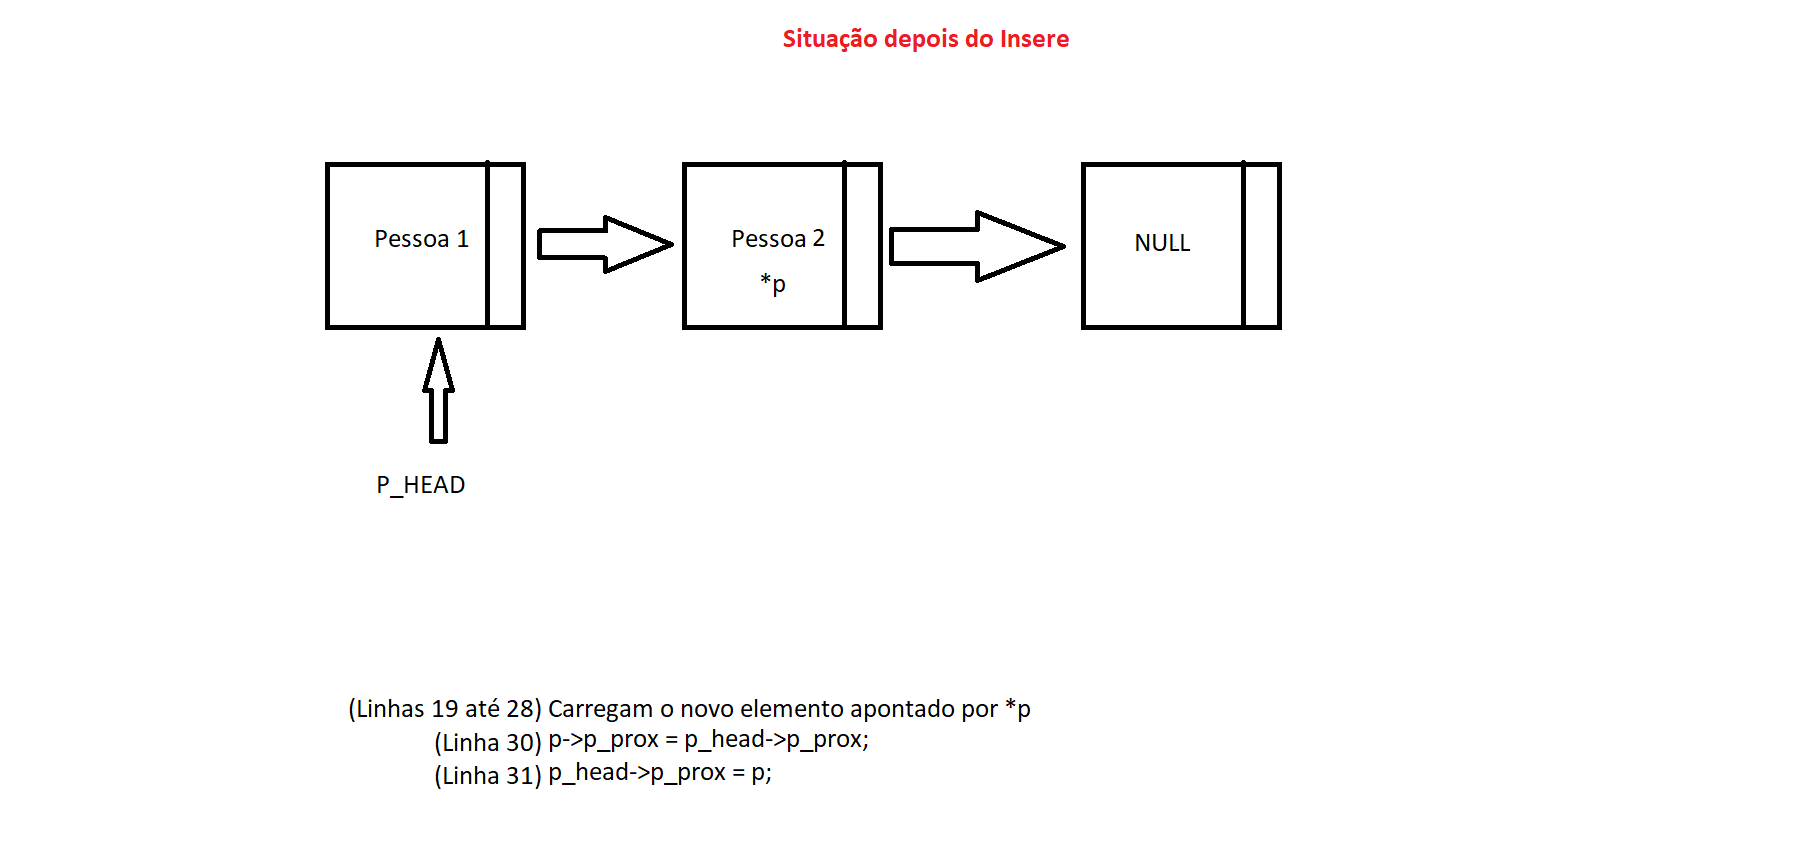 Situação depois do Insere
Pessoa 1
Pessoa 2
*p
NULL
P_HEAD
(Linhas 19 até 28) Carregam o novo elemento apontado por *p
(Linha 30) p->p_prox = p_head->p_prox;
(Linha 31) p_head->p_prox = p;